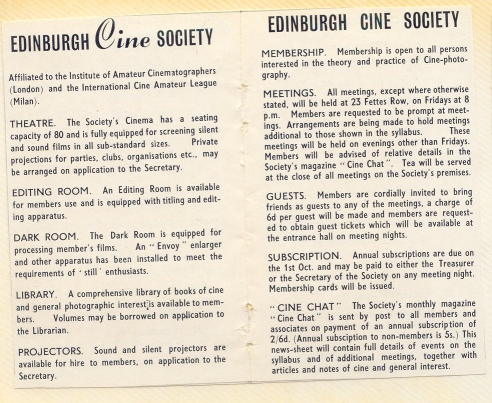 EDINBURGH Cine SOCIETY
Affiliated to the Institute of Amateur Cinematographers
(London) and the International Cine Amateur League
(Milan).
THEATRE. The Society's Cinema has a seating
capacity of 80 and is fully equipped for screening silent
and sound films in all sub-standard sizes. Private
projections for parties, clubs, organisations etc., may
be arranged on application to the Secretary.
EDITING ROOM. An Editing Room is available
for members use and is equipped with titling and edit-
ing apparatus.
DARK ROOM. The Dark Room is equipped for
processing member's films. An "Envoy" enlarger
and other apparatus has been installed to meet the
requirements of 'still' enthusiasts.
LIBRARY. A comprehensive library of books of cine
and general photographic interest is available to mem-
bers. Volumes may be borrowed on application to
the Librarian.
PROJECTORS. Sound and silent projectors are
available for hire to members, on application to the
Secretary.
EDINBURGH CINE SOCIETY
MEMBERSHIP. Membership is open to all persons
interested in the theory and practice of Cine-photo-
graphy.
MEETINGS. All meetings, except where otherwise
stated, will be held at 23 Fettes Row, on Fridays at 8
p.m. Members are requested to be prompt at meet-
ings. Arrangements are being made to hold meetings
additional to those shown in the syllabus. These
meetings will be held on evenings other than Fridays.
Members will be advised of relative details in the
Society's magazine "Cine Chat". Tea will be served
at the close of all meetings on the Society's premises.
GUESTS. Members are cordially invited to bring
friends as guests to any of the meetings, a charge of
6d per guest will be made and members are request-
ed to obtain guest tickets which will be available at
the entrance hall on meeting nights.
SUBSCRIPTION. Annual subscriptions are due on
the 1st Oct. and may be paid to either the Treasurer
or the Secretary of the Society on any meeting night.
Membership cards will be issued.
"CINE CHAT" The Society's monthly magazine
"Cine Chat" is sent by post to all members and
associates on payment of an annual subscription of
2/6d. (Annual subscription to non-members is 5s.) This
news-sheet will contain full details of events on the
syllabus and of additional meetings, together with
articles and notes of cine and general interest.